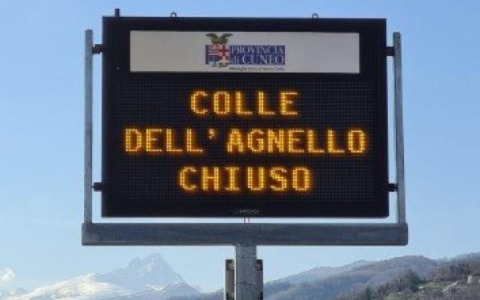 PROVINCIA
di CUNEO
COLLE
DELL'AGNELLO
CHIUSO